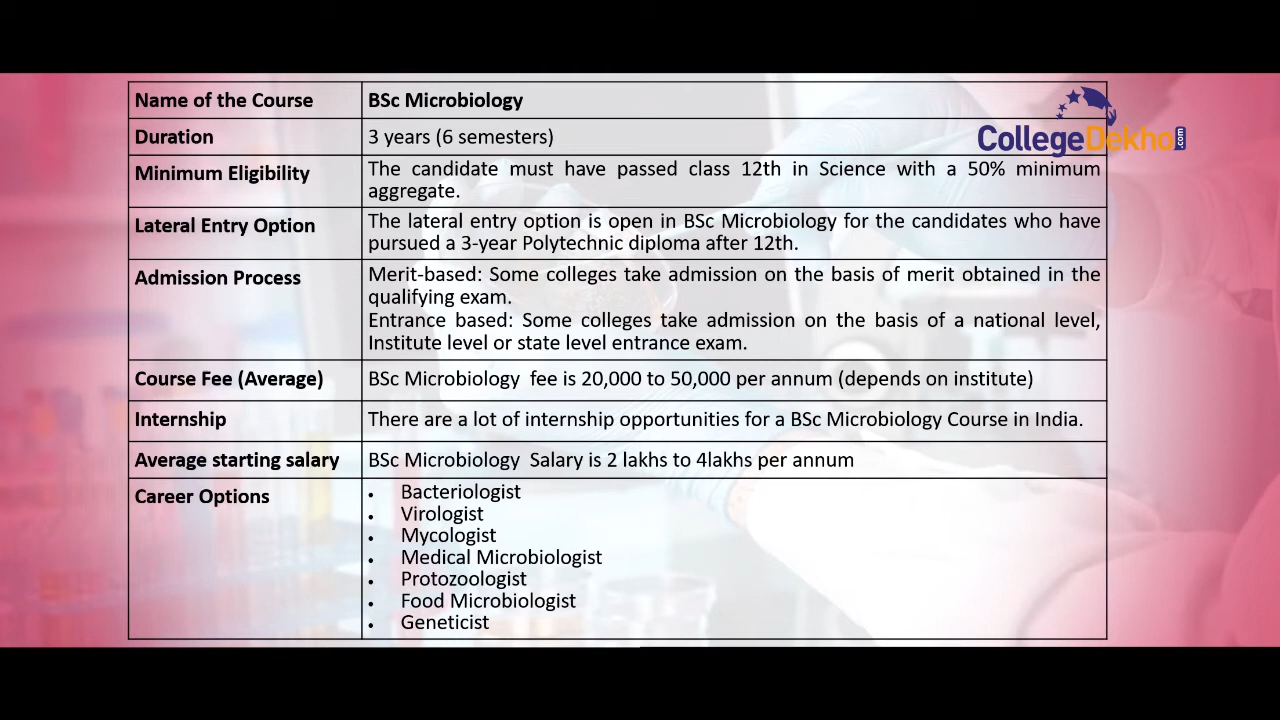 Name of the Course
BSc Microbiology
CollegeDekho.com
Duration
3 years (6 semesters)
Minimum Eligibility
The candidate must have passed class 12th in Science with a 50% minimum
aggregate.
Lateral Entry Option
The lateral entry option is open in BSc Microbiology for the candidates who have
pursued a 3-year Polytechnic diploma after 12th.
Admission Process
Merit-based: Some colleges take admission on the basis of merit obtained in the
qualifying exam.
Entrance based: Some colleges take admission on the basis of a national level,
Institute level or state level entrance exam.
Course Fee (Average)
BSc Microbiology  fee is 20,000 to 50,000 per annum (depends on institute)
Internship
There are a lot of internship opportunities for a BSc Microbiology Course in India.
Average starting salary
BSc Microbiology  Salary is 2 lakhs to 4lakhs per annum
Career Options
• Bacteriologist
• Virologist
• Mycologist
• Medical Microbiologist
• Protozoologist
• Food Microbiologist
• Geneticist